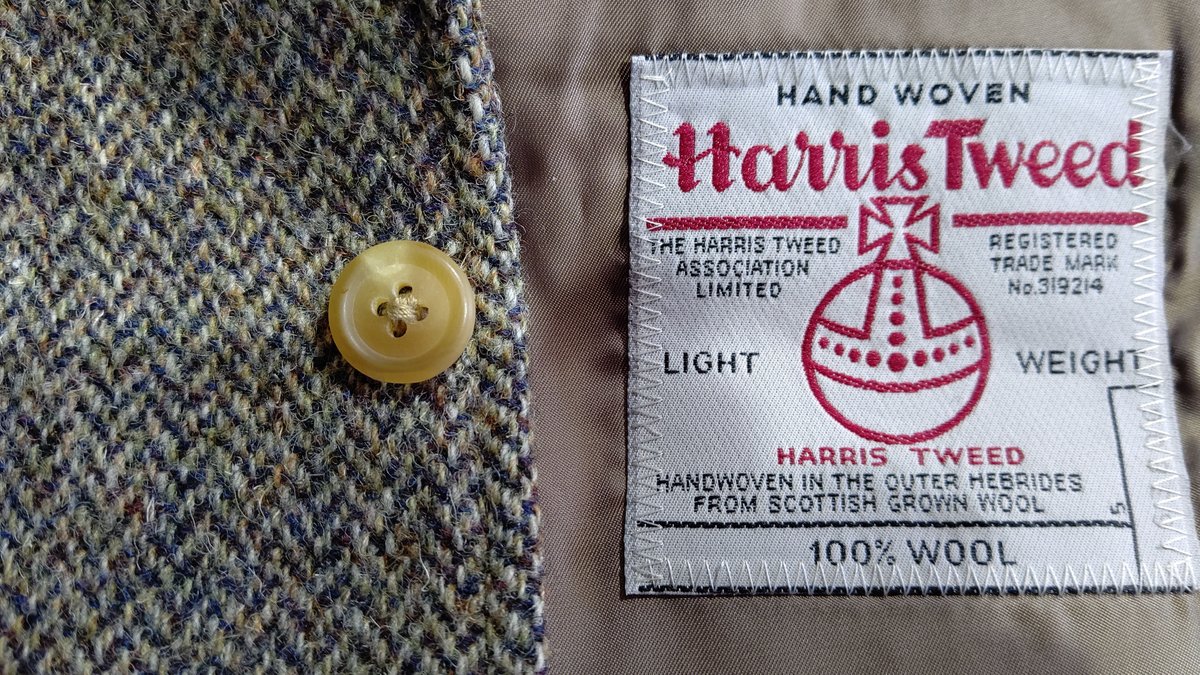 HAND WOVEN
Harris Tweed
THE HARRIS TWEED
ASSOCIATION
LIMITED
REGISTERED
TRADE MARK
No.319214
LIGHT WEIGHT
HARRIS TWEED
HANDWOVEN IN THE OUTER HEBRIDES
FROM SCOTTISH GROWN WOOL
100% WOOL
5